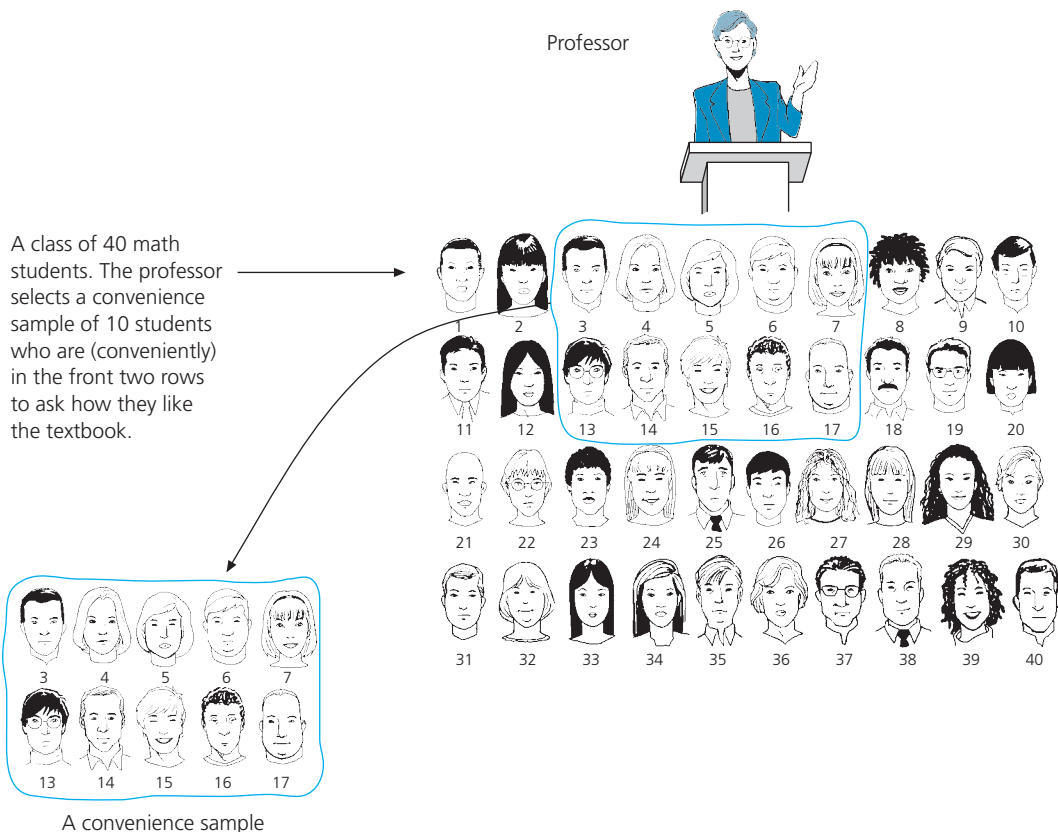 Professor
A class of 40 math
students. The professor
selects a convenience
sample of 10 students
who are (conveniently)
in the front two rows
to ask how they like
the textbook.
1 2 3 4 5 6 7 8 9 10
11 12 13 14 15 16 17 18 19 20
21 22 23 24 25 26 27 28 29 30
31 32 33 34 35 36 37 38 39 40
3 4 5 6 7
13 14 15 16 17
A convenience sample